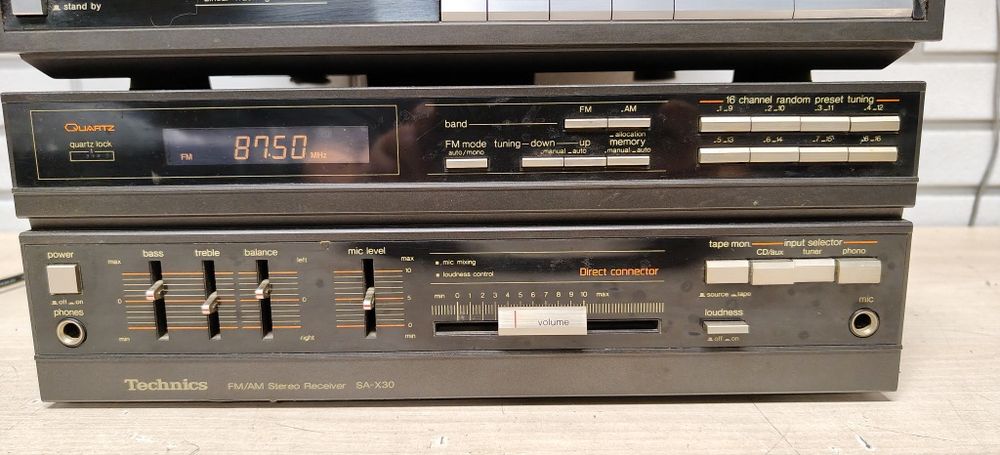 stand by
QUARTZ
quartz lock
FM 87.50 MHz
band
FM
AM
allocation
FM mode
auto/mono
tuning down up
manual auto
memory
manual auto
16 channel random preset tuning
1 9
2 10
3 11
4 12
5 13
6 14
7 15
8 16
power
off on
phones
bass
treble
balance
mic level
max
0
min
left
right
max
10
5
0
min
mic mixing
loudness control
Direct connector
min 0 1 2 3 4 5 6 7 8 9 10 max
volume
tape mon.
input selector
CD/aux
tuner
phono
source tape
loudness
off on
mic
Technics
FM/AM Stereo Receiver SA-X30